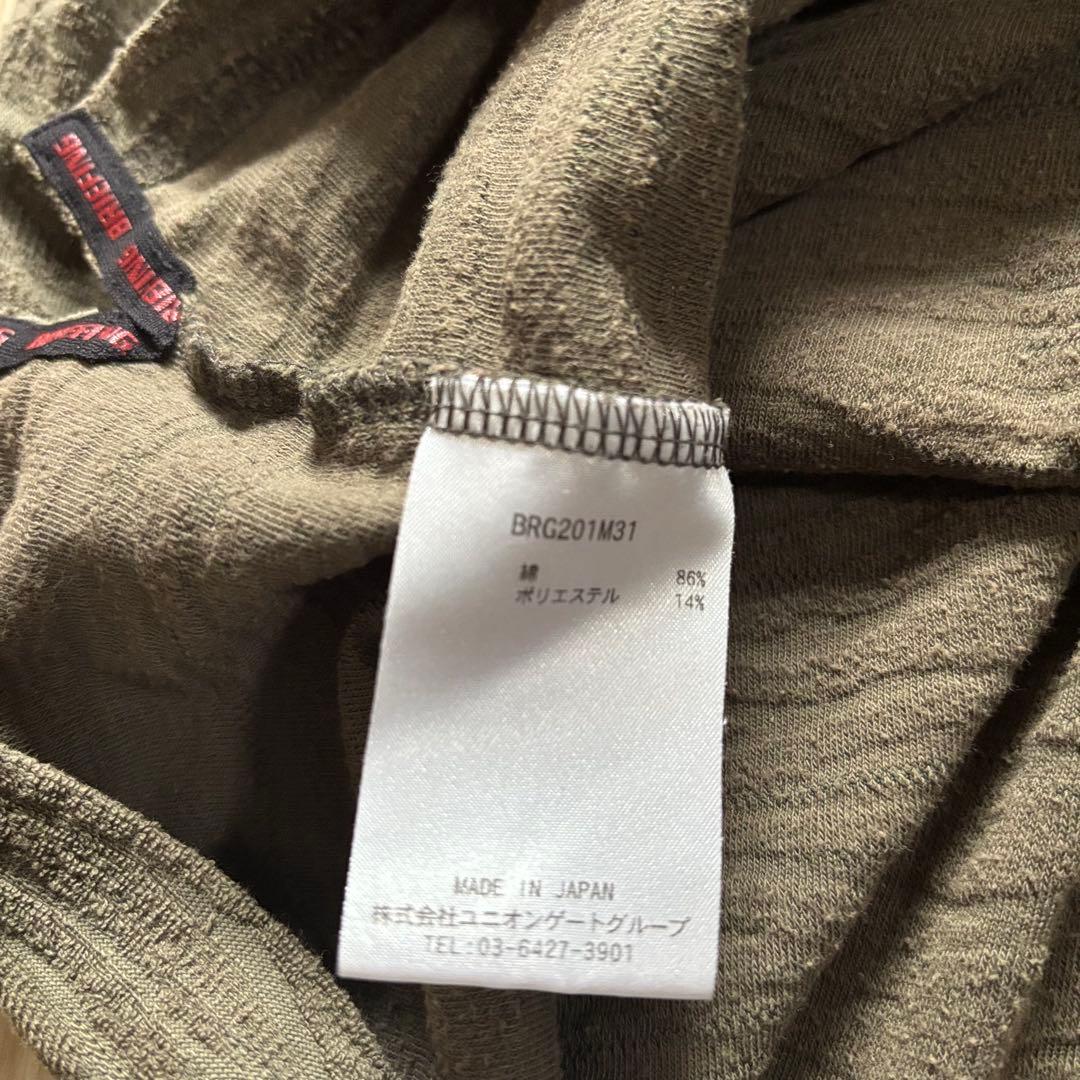 BRIEFING
BRIEFING
BRG201M31
綿 86%
ポリエステル 14%
MADE IN JAPAN
株式会社ユニオンゲートグループ
TEL:03-6427-3901